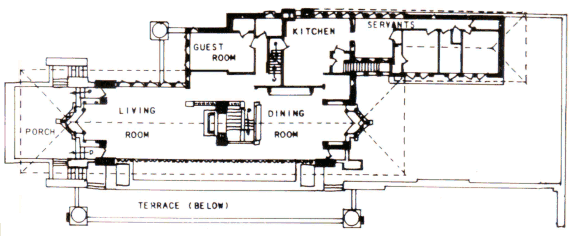 KITCHEN
SERVANTS
GUEST
ROOM
LIVING
ROOM
DINING
ROOM
PORCH
TERRACE (BELOW)